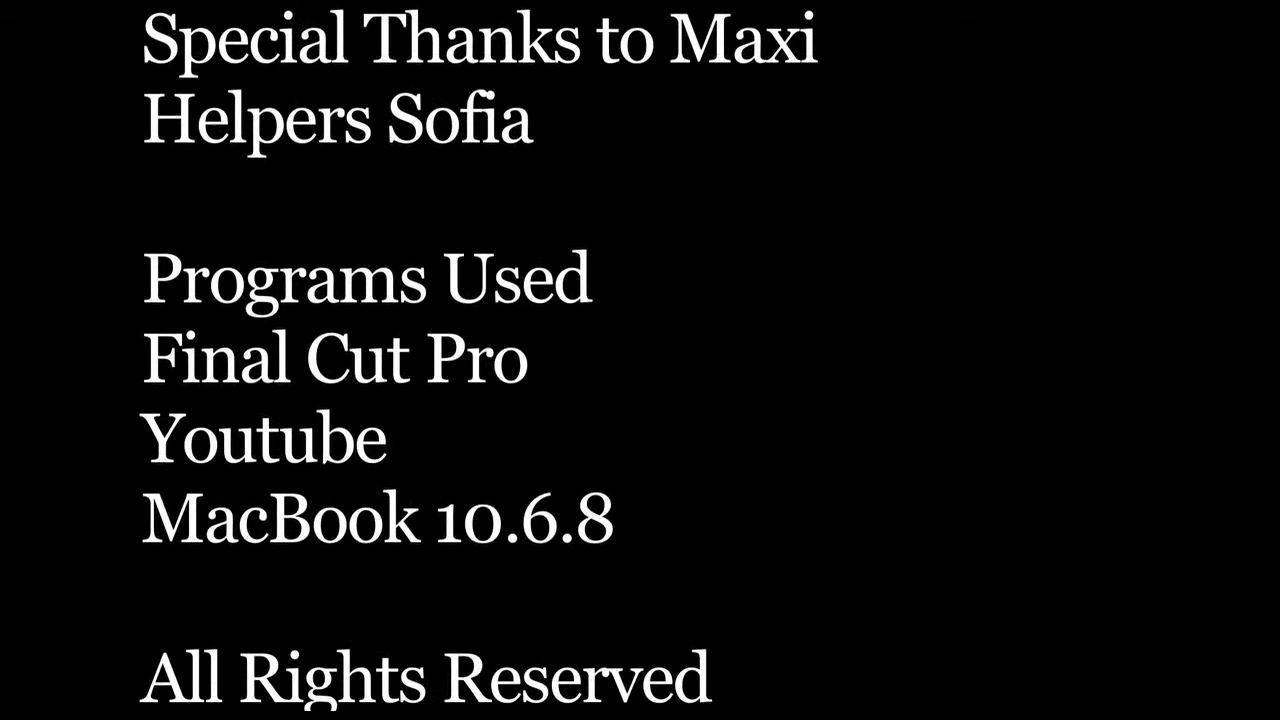 Special Thanks to Maxi
Helpers Sofia
Programs Used
Final Cut Pro
Youtube
MacBook 10.6.8
All Rights Reserved